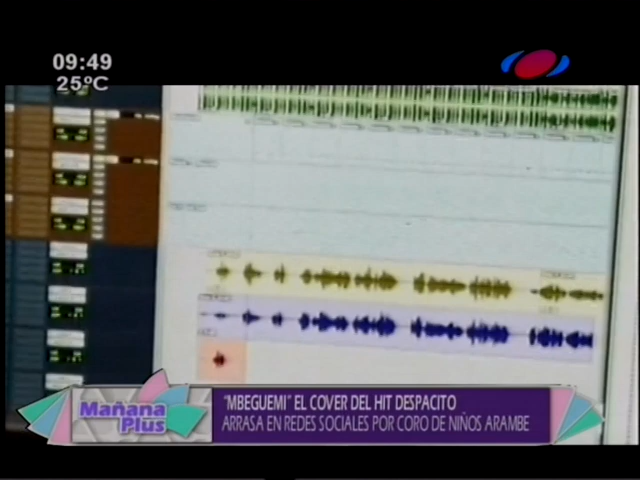 09:49
25ºC
Mañana
Plus
"MBEGUEMI" EL COVER DEL HIT DESPACITO
ARRASA EN REDES SOCIALES POR CORO DE NIÑOS ARAMBE